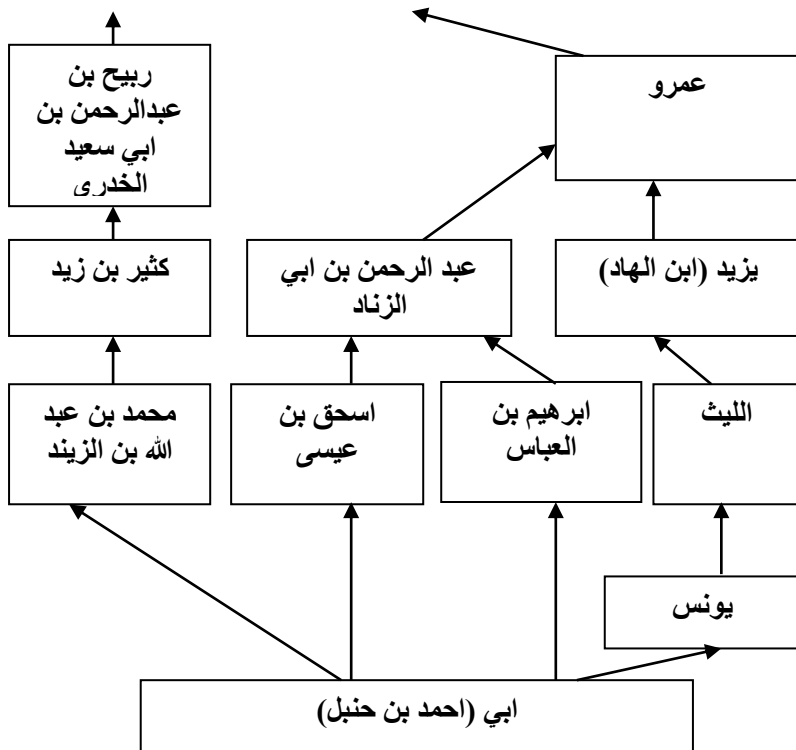 ربيح بن
عبدالرحمن بن
ابي سعيد
الخدري
عمرو
كثير بن زيد
عبد الرحمن بن ابي
الزناد
يزيد (ابن الهاد)
محمد بن عبد
الله بن الزيند
اسحق بن
عيسى
ابرهيم بن
العباس
الليث
يونس
ابي (احمد بن حنبل)